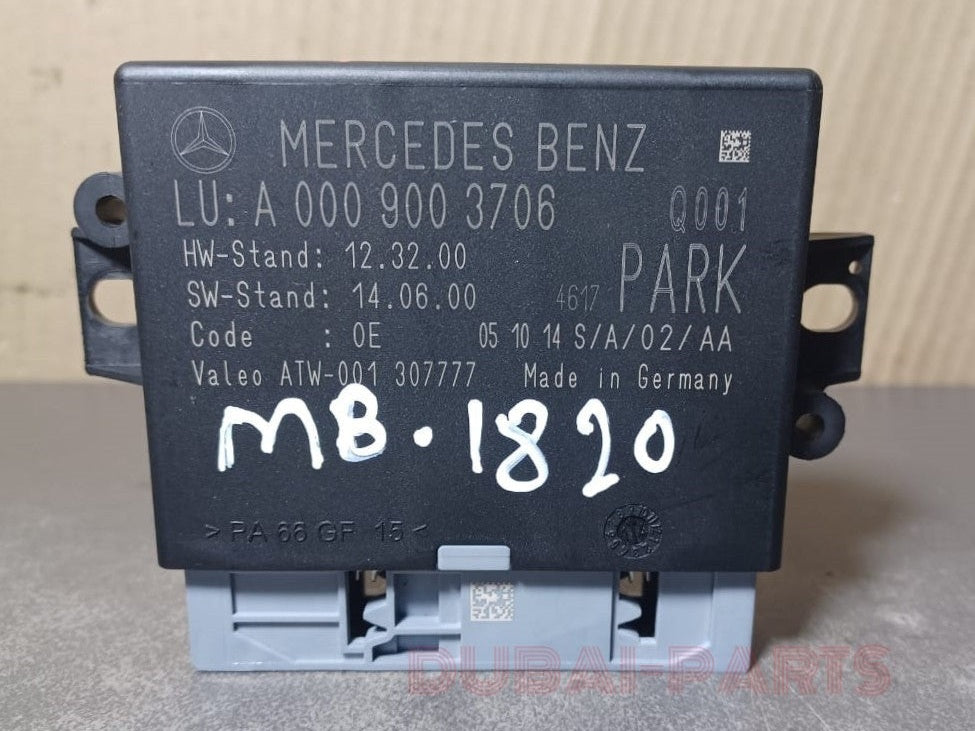 MERCEDES BENZ
LU: A 000 900 3706 Q001
HW-Stand: 12.32.00
SW-Stand: 14.06.00 4617 PARK
Code : 0E 05 10 14 S/A/02/AA
Valeo ATW-001 307777 Made in Germany
MB.1820
>PA 66 GF 15<
DUBAI-PARTS